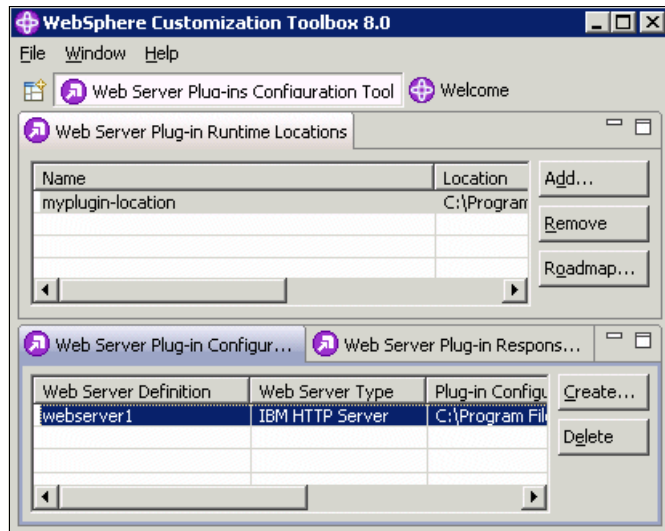 WebSphere Customization Toolbox 8.0
File Window Help
Web Server Plug-ins Configuration Tool Welcome
Web Server Plug-in Runtime Locations
Name Location Add...
myplugin-location C:\Program
Remove
Roadmap...
Web Server Plug-in Configur... Web Server Plug-in Respons...
Web Server Definition Web Server Type Plug-in Configu Create...
webserver1 IBM HTTP Server C:\Program File
Delete